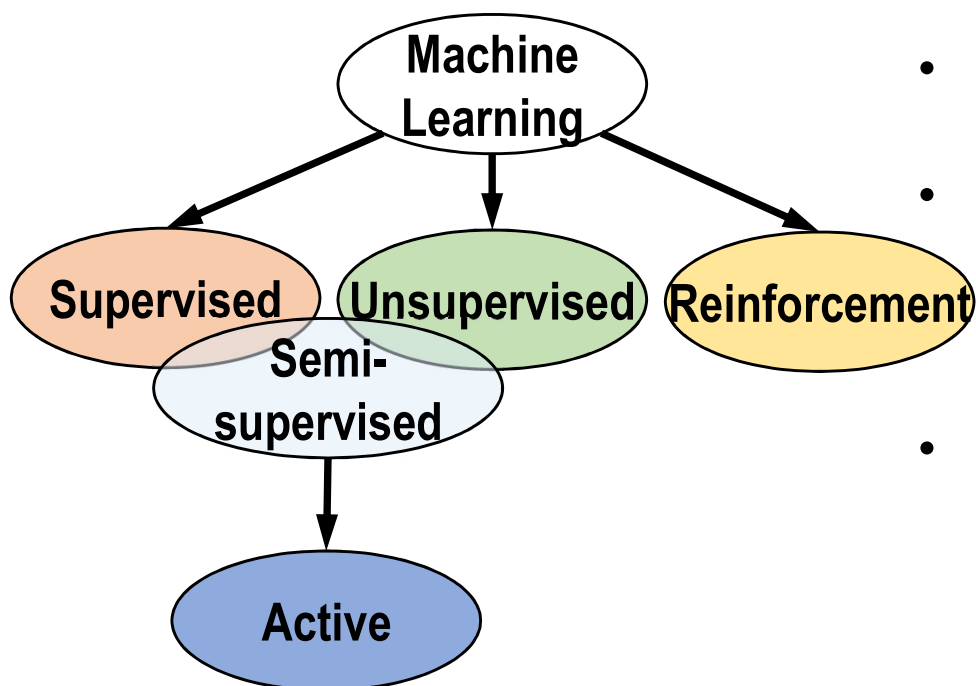 Machine
Learning
Supervised
Unsupervised
Reinforcement
Semi-
supervised
Active